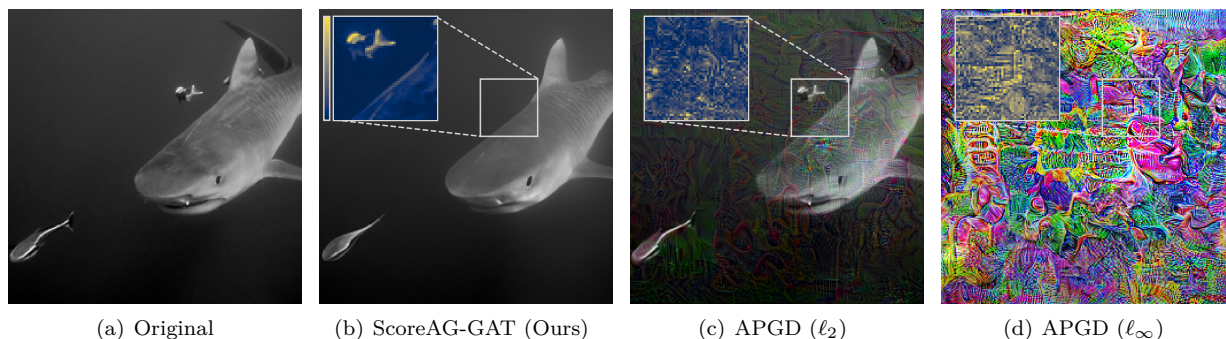 (a) Original
(b) ScoreAG-GAT (Ours)
(c) APGD (ℓ₂)
(d) APGD (ℓ∞)